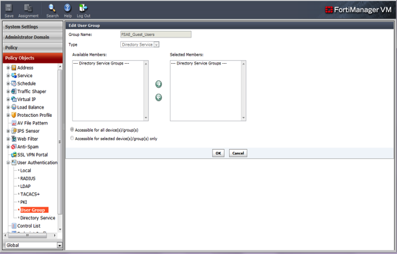 FortiManager VM
Save Assignment Search Help Log Out
System Settings
Administrator Domain
Policy
Policy Objects
Address
Service
Schedule
Traffic Shaper
Virtual IP
Load Balance
Protection Profile
AV File Pattern
IPS Sensor
Web Filter
Anti-Spam
SSL VPN Portal
User Authentication
Local
RADIUS
LDAP
TACACS+
PKI
User Group
Directory Service
Control List
Global
Edit User Group
Group Name: FSAE_Guest_Users
Type Directory Service
Available Members: Selected Members:
--- Directory Service Groups --- --- Directory Service Groups ---
Accessible for all device(s)/group(s)
Accessible for selected device(s)/group(s) only
OK Cancel